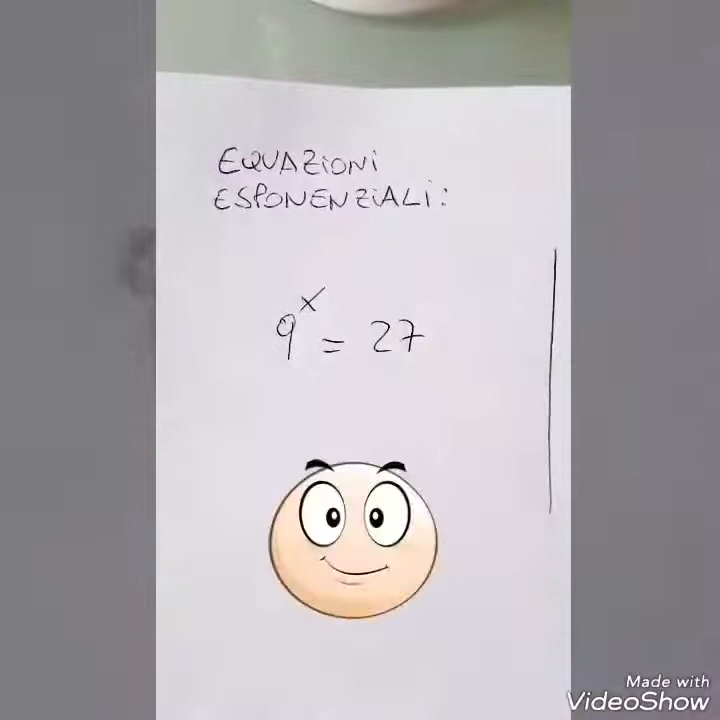 EQUAZIONI
ESPONENZIALI:
9^x = 27
Made with
VideoShow